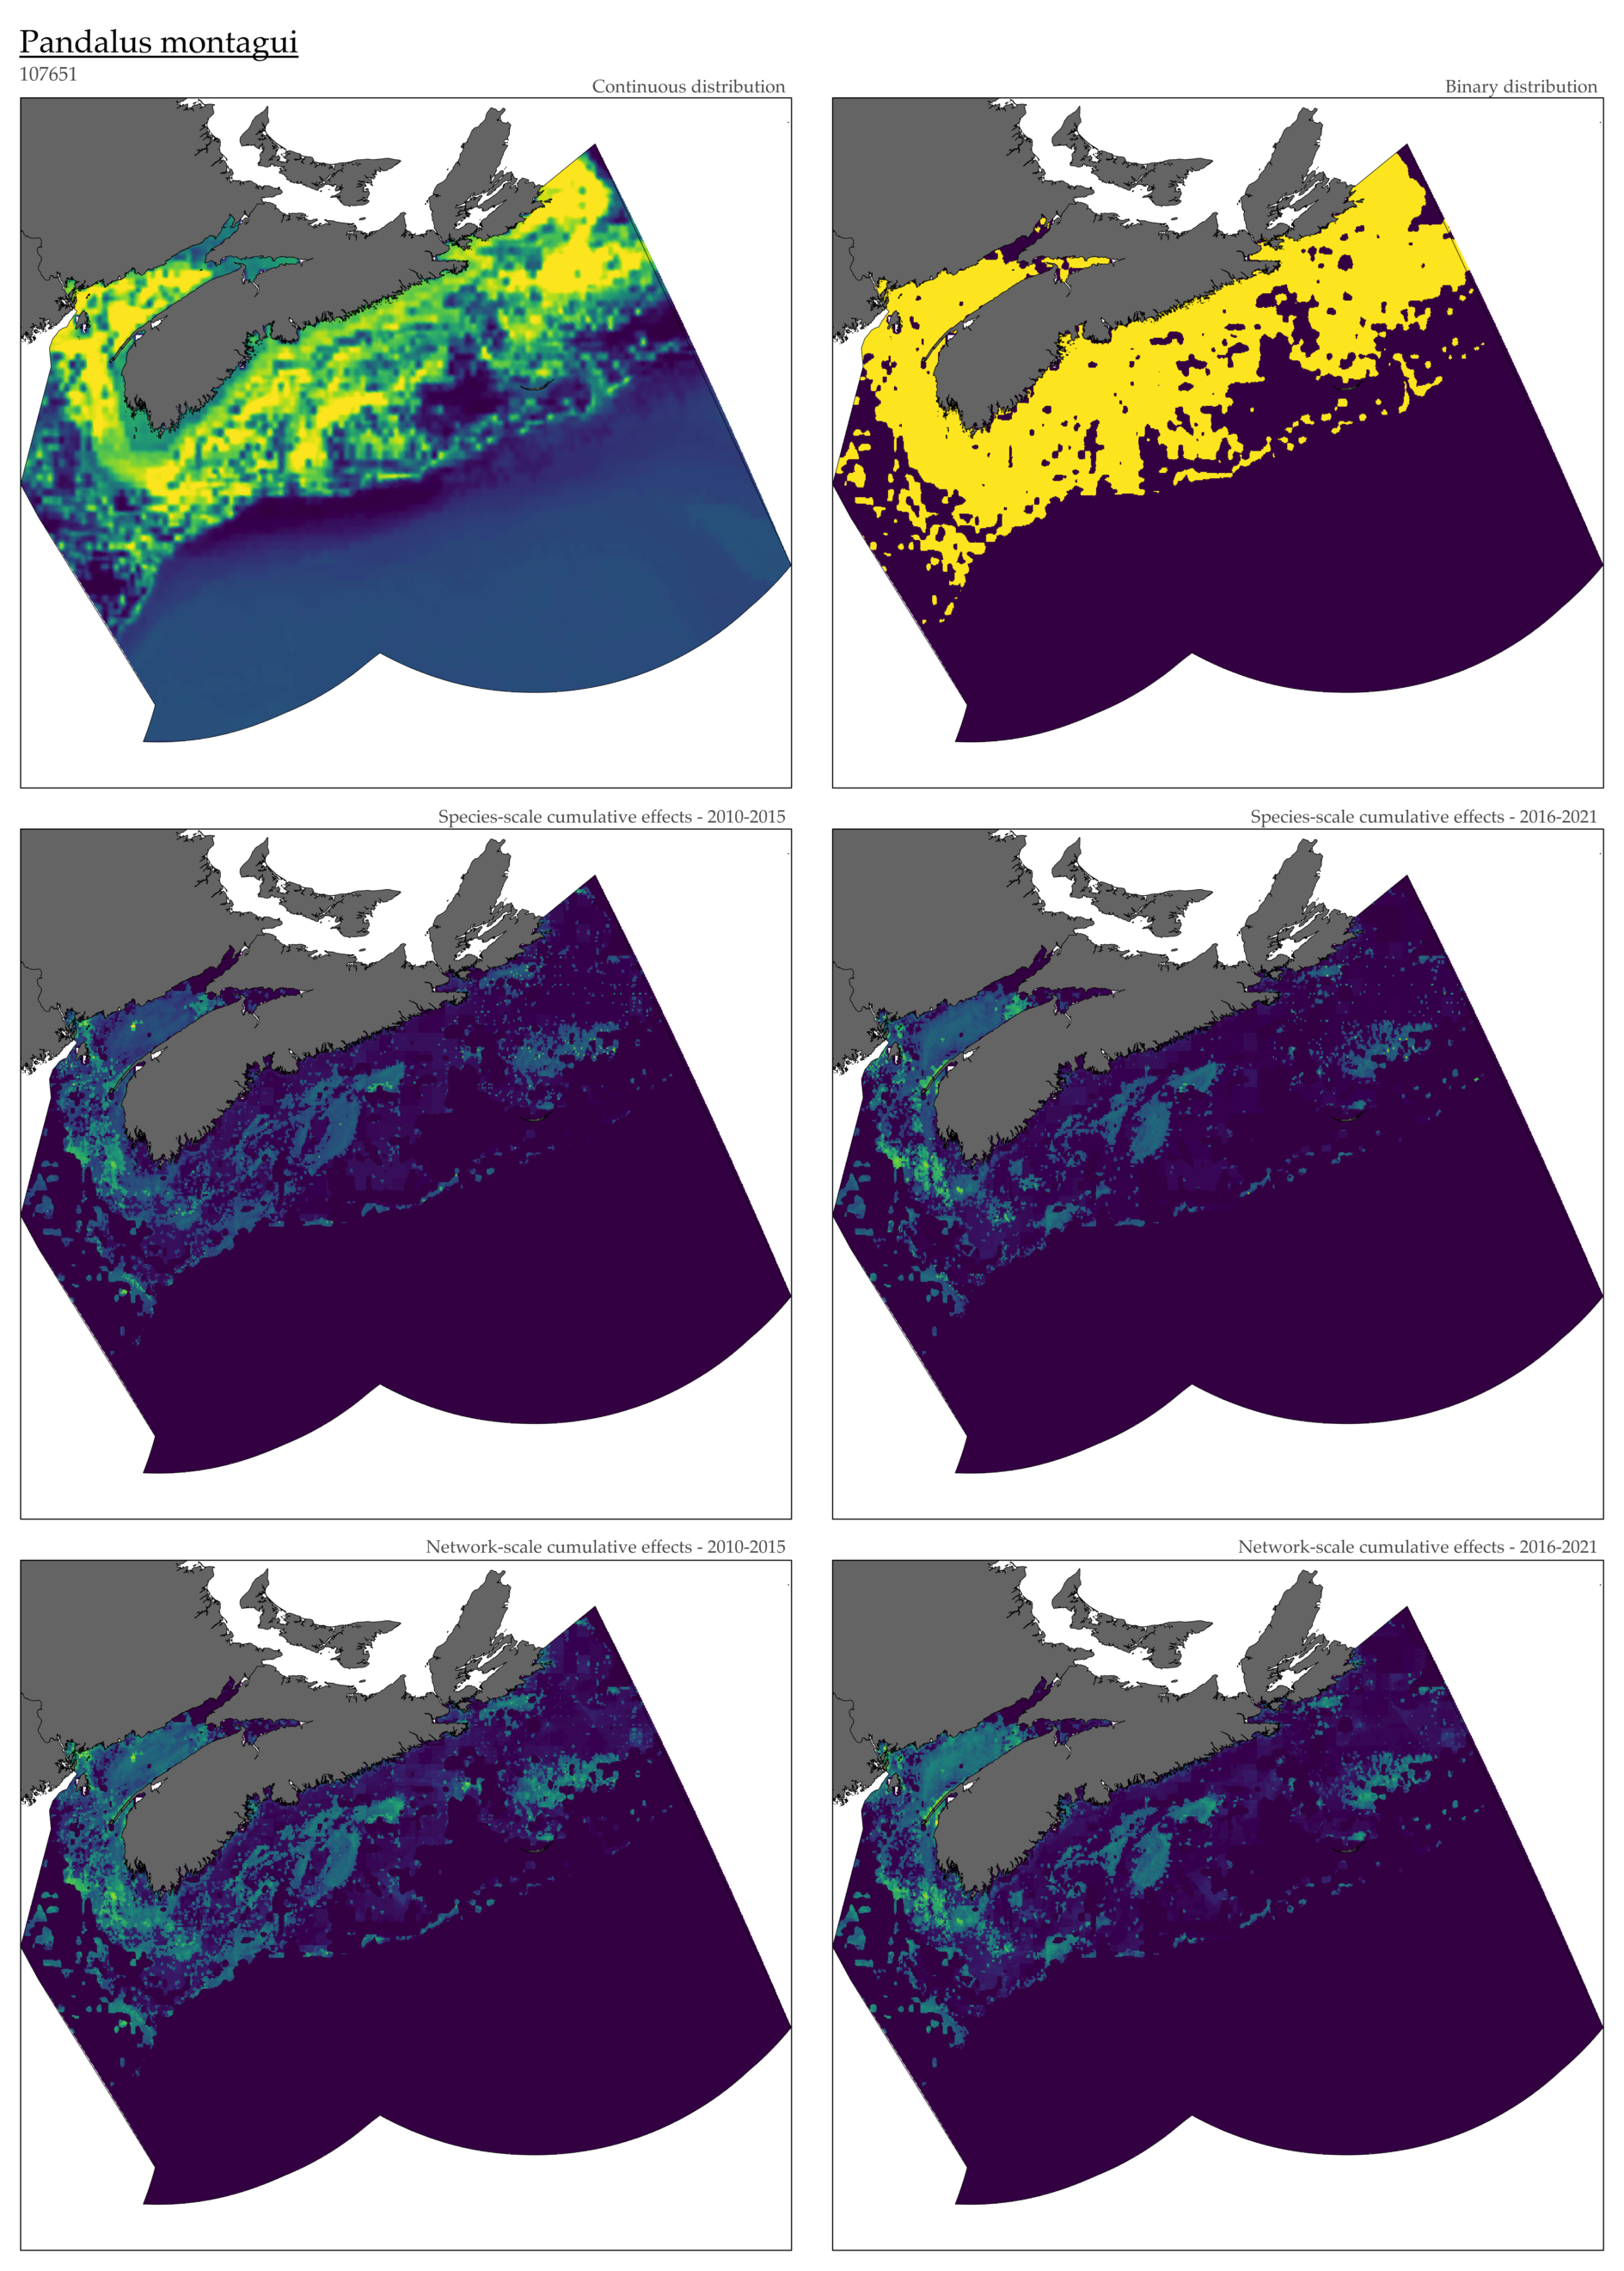 Pandalus montagui
107651
Continuous distribution
Binary distribution
Species-scale cumulative effects - 2010-2015
Species-scale cumulative effects - 2016-2021
Network-scale cumulative effects - 2010-2015
Network-scale cumulative effects - 2016-2021